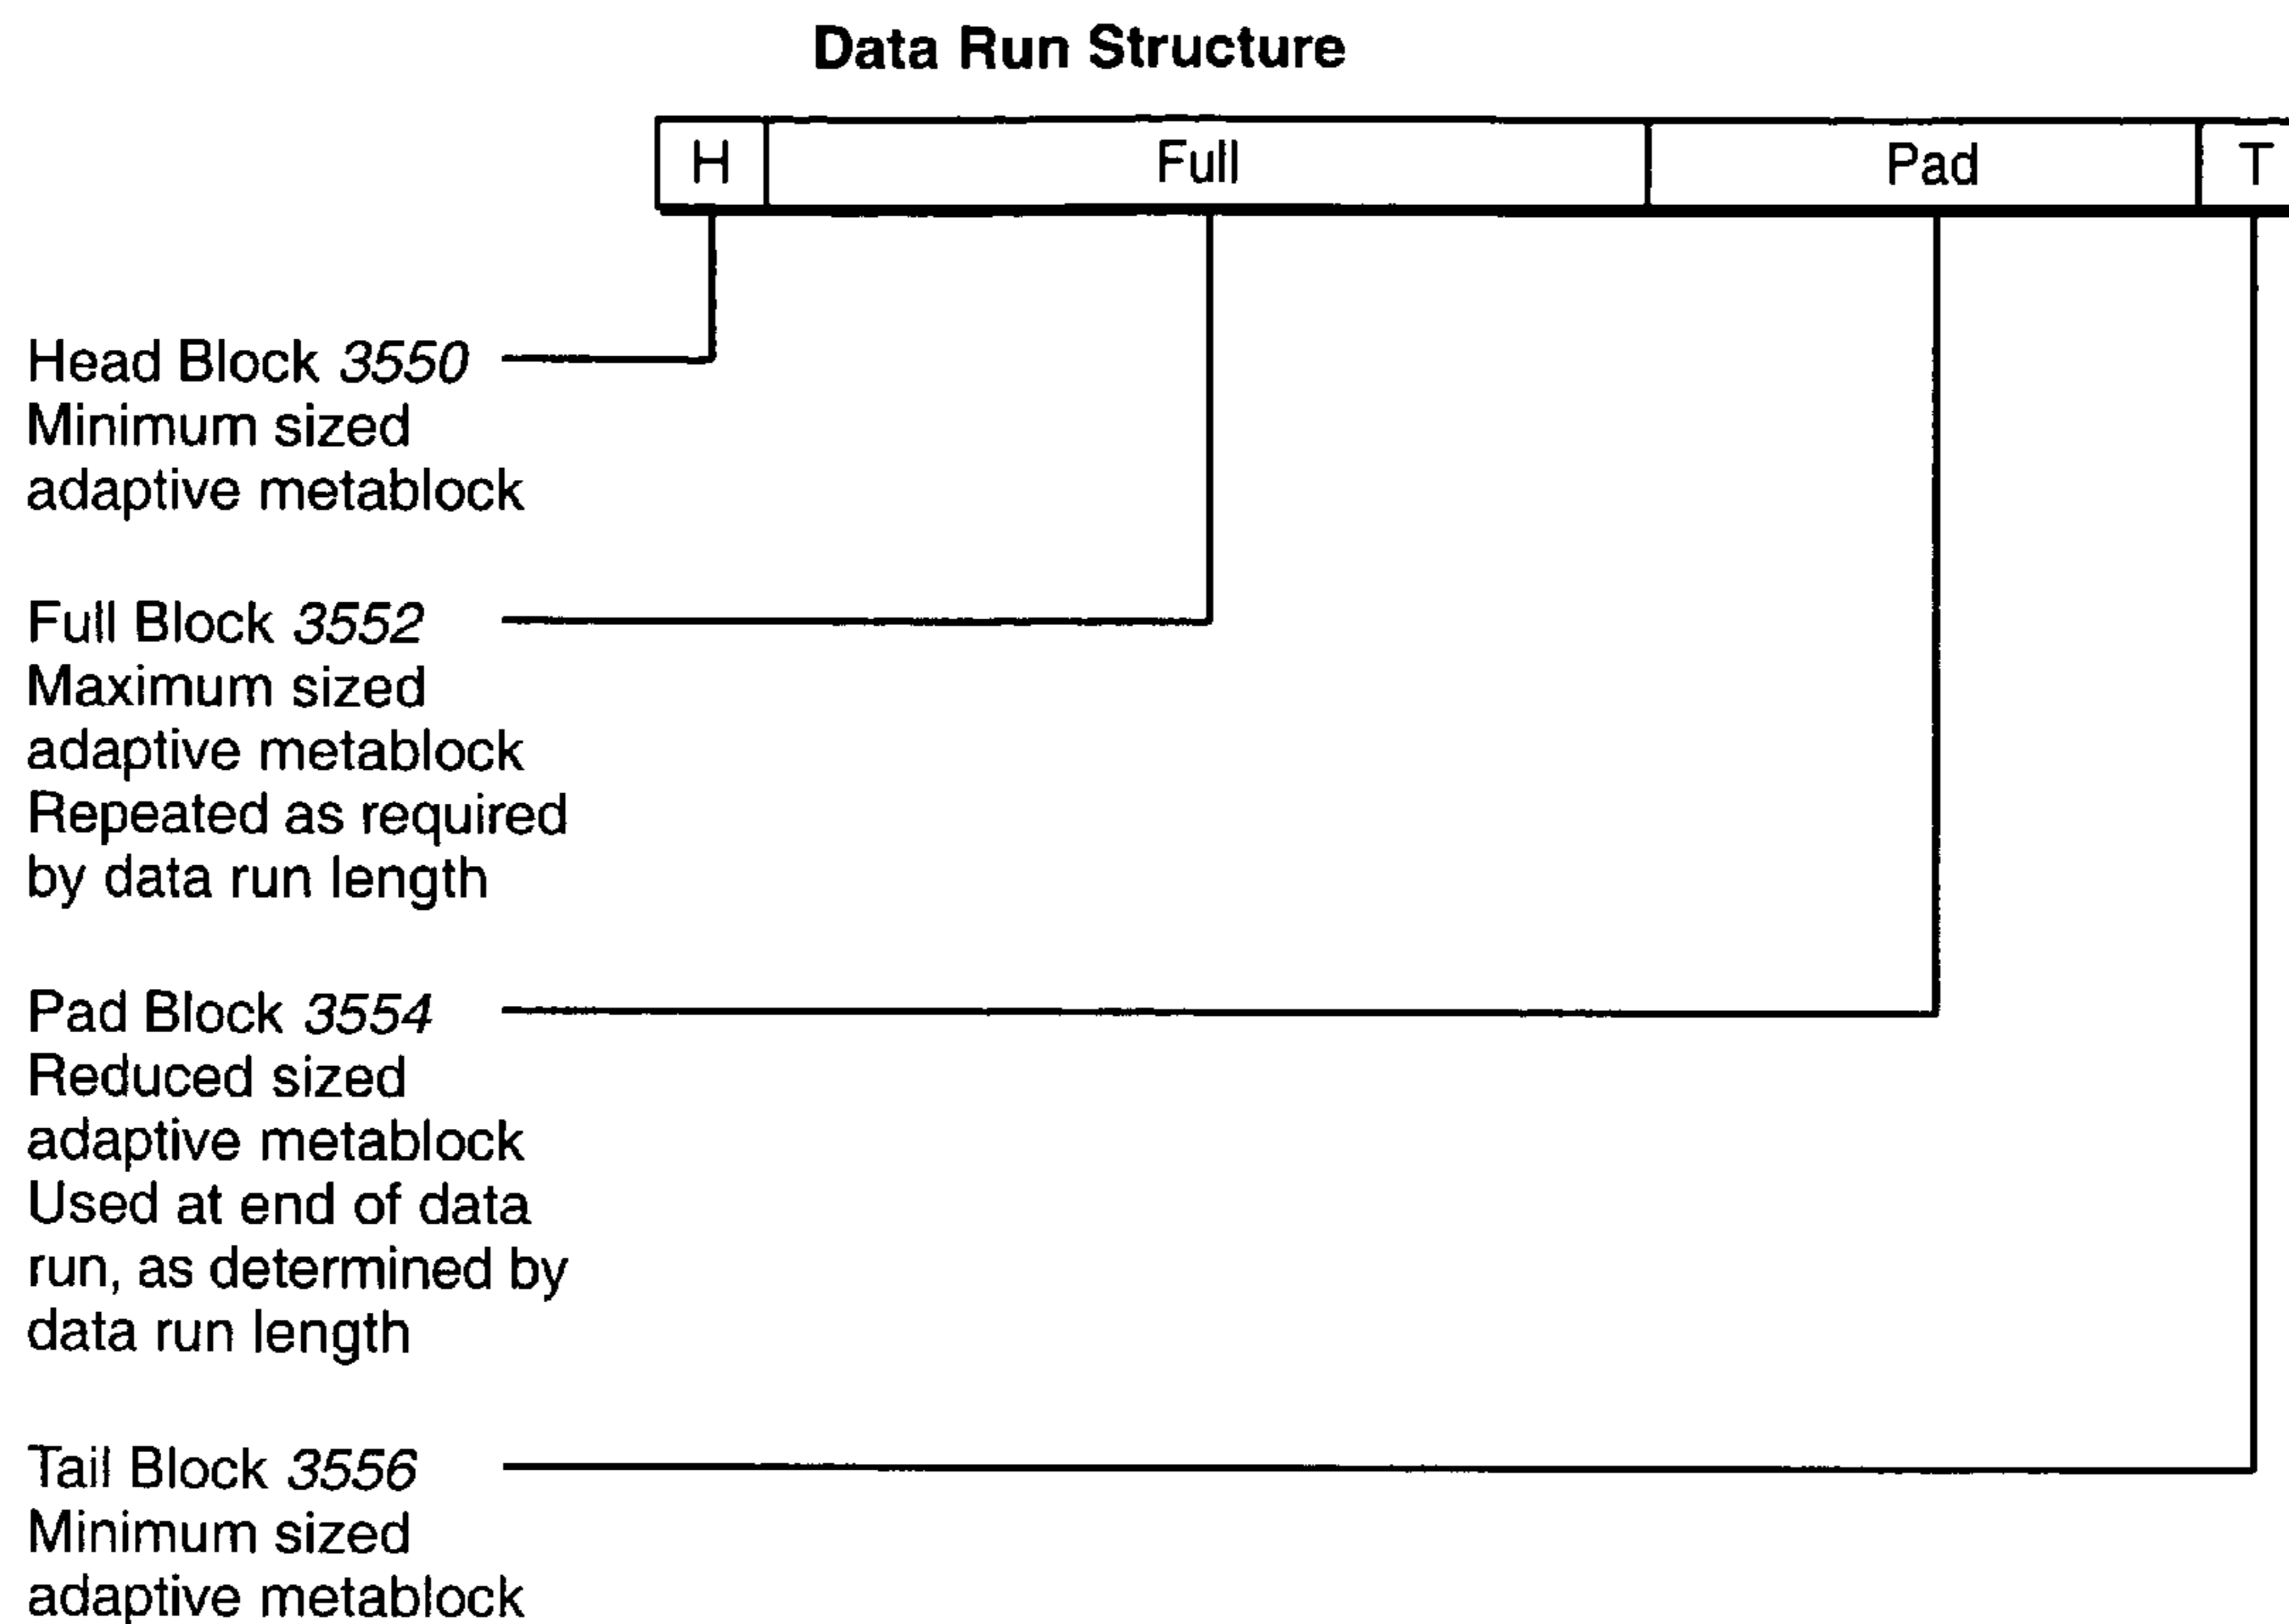 Data Run Structure
H Full Pad T
Head Block 3550
Minimum sized
adaptive metablock
Full Block 3552
Maximum sized
adaptive metablock
Repeated as required
by data run length
Pad Block 3554
Reduced sized
adaptive metablock
Used at end of data
run, as determined by
data run length
Tail Block 3556
Minimum sized
adaptive metablock